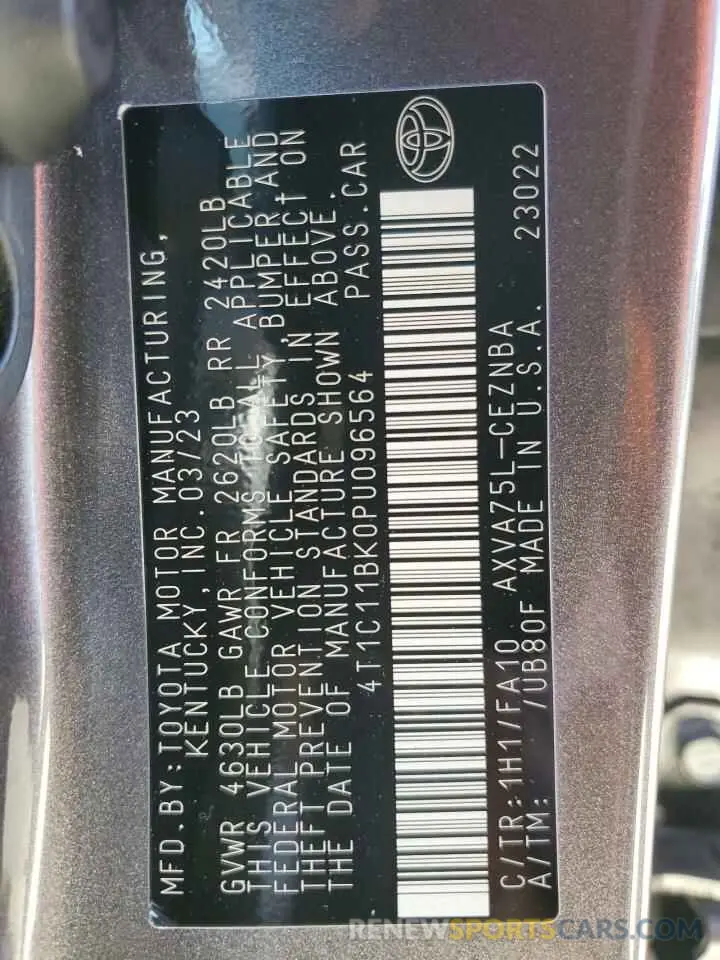 MFD.BY:TOYOTA MOTOR MANUFACTURING,
KENTUCKY, INC.03/23
GVWR 4630LB GAWR FR 2620LB RR 2420LB
THIS VEHICLE CONFORMS TO ALL APPLICABLE
FEDERAL MOTOR VEHICLE SAFETY, BUMPER, AND
THEFT PREVENTION STANDARDS IN EFFECT ON
THE DATE OF MANUFACTURE SHOWN ABOVE.
4T1C11BK0PU096564 PASS.CAR
C/TR:1H1/FA10 AXVA75L-CEZNBA
A/TM: /UB80F MADE IN U.S.A. 23022
RENEWSPORTSCARS.COM